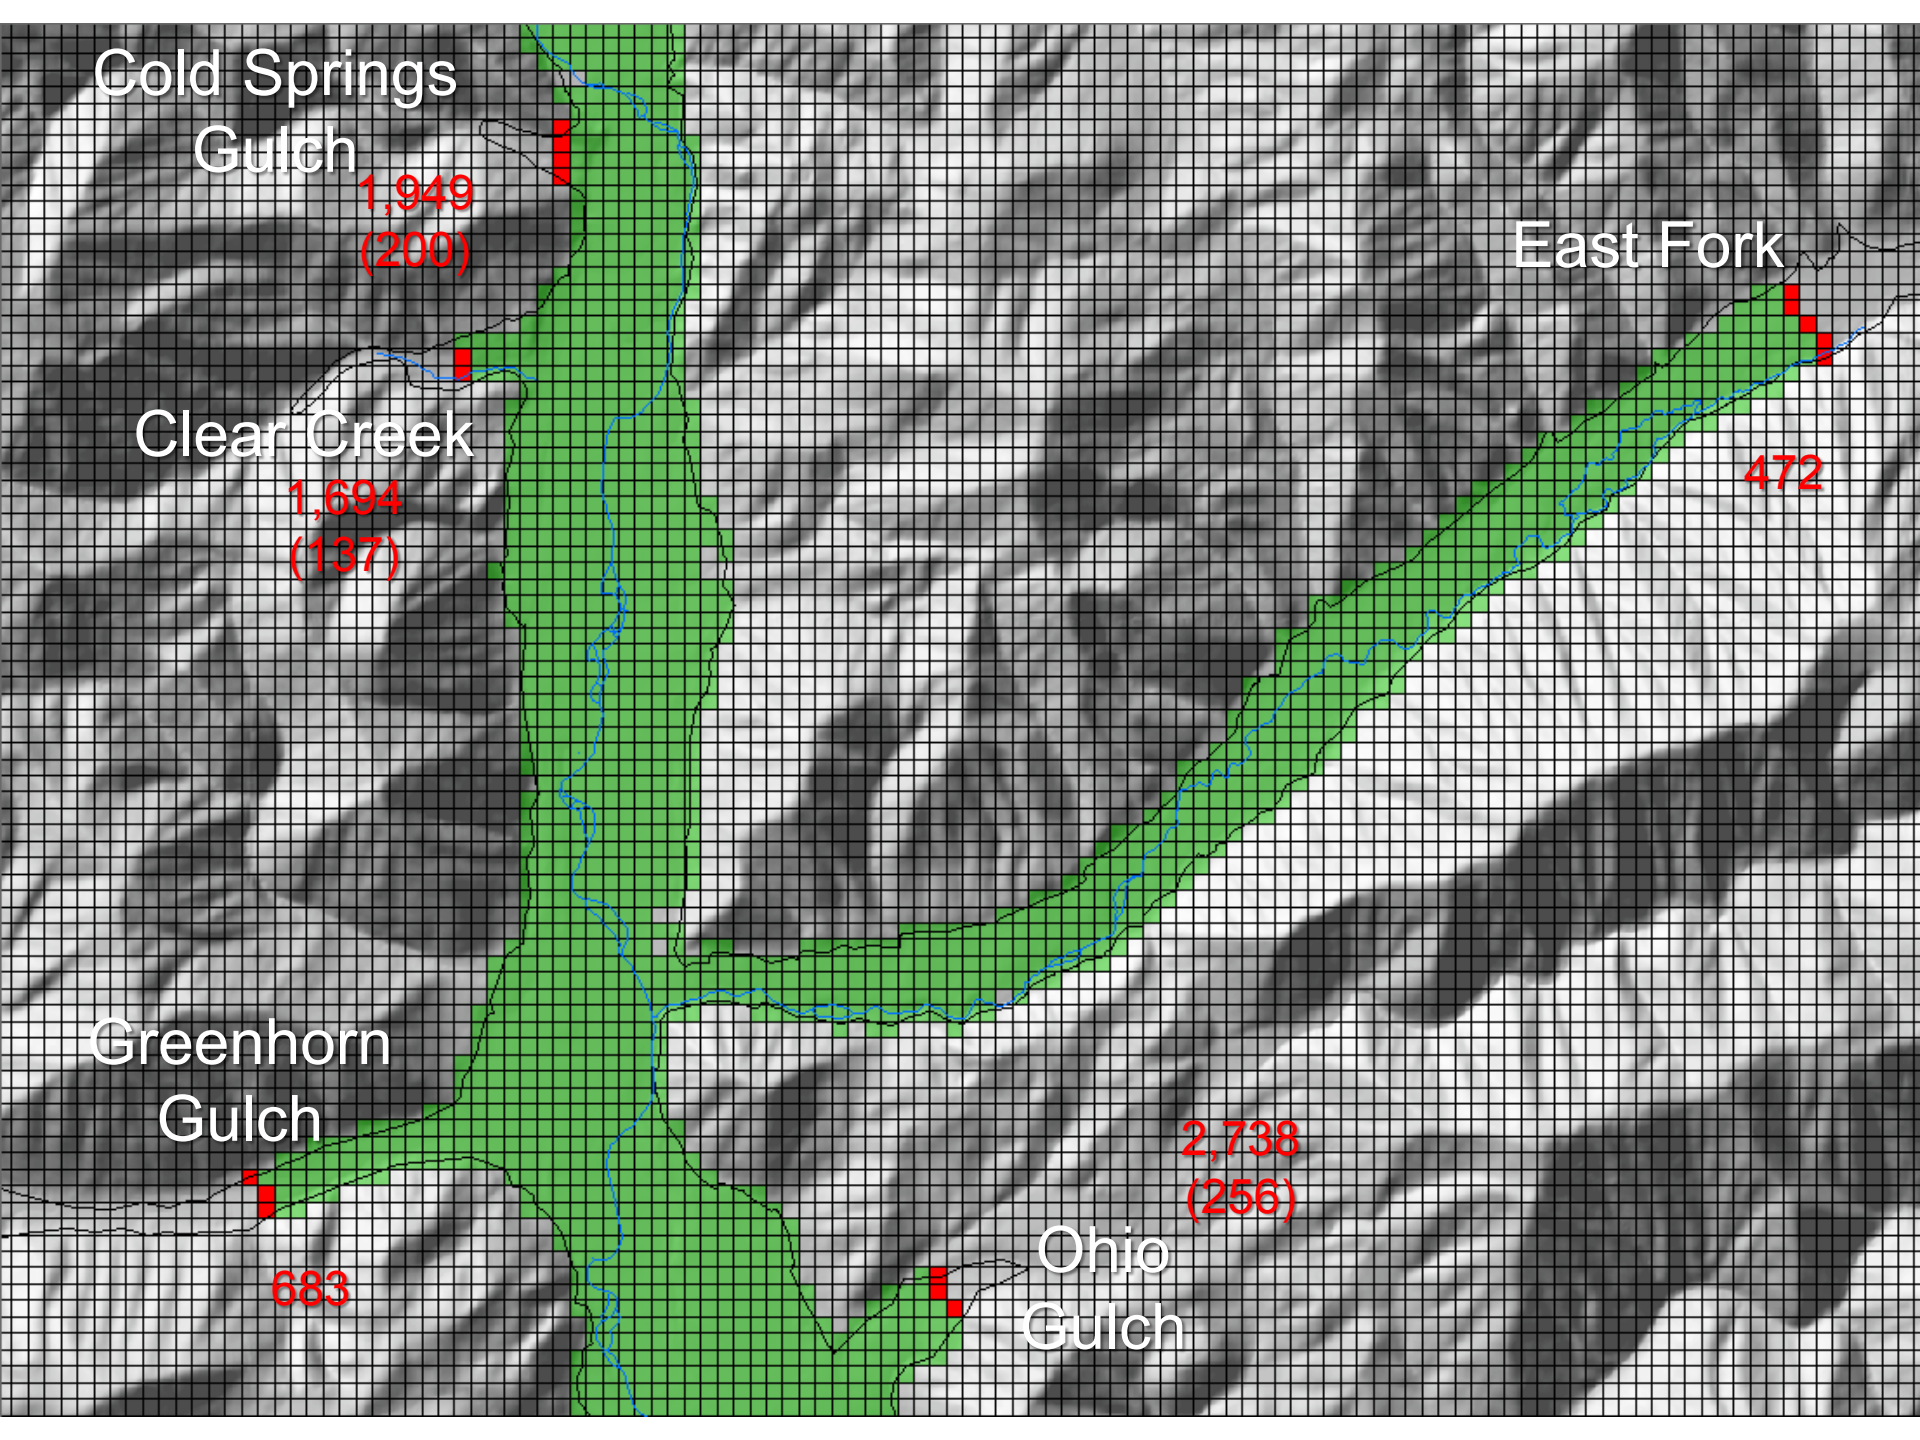 Cold Springs
Gulch
1,949
(200)
East Fork
Clear Creek
472
1,694
(137)
Greenhorn
Gulch
2,738
(256)
Ohio
Gulch
683